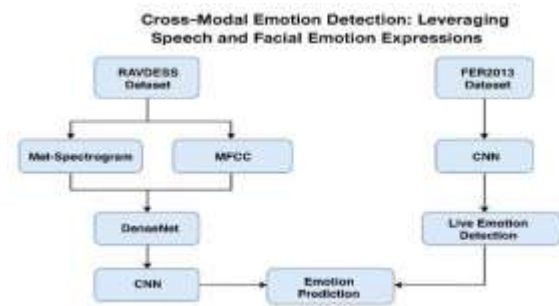 Cross-Modal Emotion Detection: Leveraging
Speech and Facial Emotion Expressions
RAVDESS
Dataset
FER2013
Dataset
Mel-Spectrogram
MFCC
CNN
DenseNet
Live Emotion
Detection
CNN
Emotion
Prediction